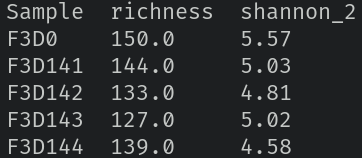 Sample  richness  shannon_2
F3D0    150.0     5.57
F3D141  144.0     5.03
F3D142  133.0     4.81
F3D143  127.0     5.02
F3D144  139.0     4.58